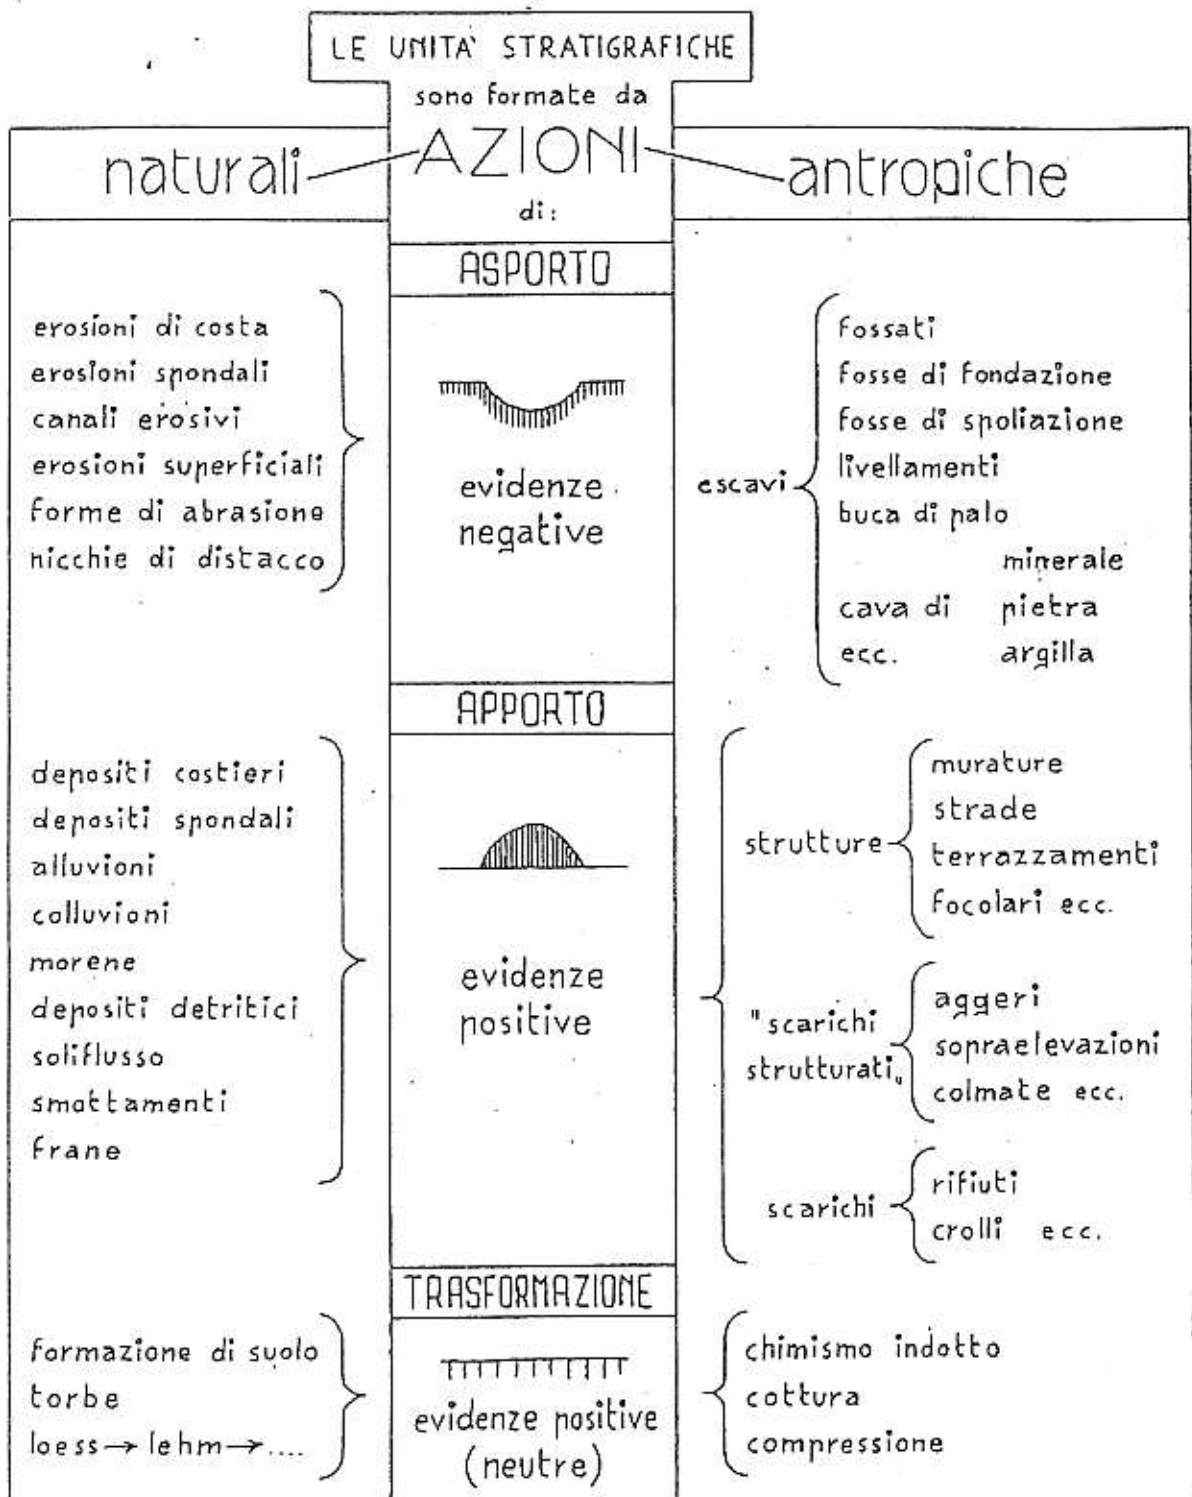 LE UNITA' STRATIGRAFICHE
sono formate da
naturali
AZIONI
antropiche
di:
ASPORTO
erosioni di costa
erosioni spondali
canali erosivi
erosioni superficiali
forme di abrasione
nicchie di distacco
evidenze
negative
escavi
fossati
fosse di fondazione
fosse di spoliazione
livellamenti
buca di palo
minerale
cava di pietra
ecc. argilla
APPORTO
depositi costieri
depositi spondali
alluvioni
colluvioni
morene
depositi detritici
soliflusso
smottamenti
frane
evidenze
positive
strutture
murature
strade
terrazzamenti
focolari ecc.
"scarichi
strutturati"
aggeri
sopraelevazioni
colmate ecc.
scarichi
rifiuti
crolli ecc.
TRASFORMAZIONE
formazione di suolo
torbe
loess → lehm → ....
evidenze positive
(neutre)
chimismo indotto
cottura
compressione